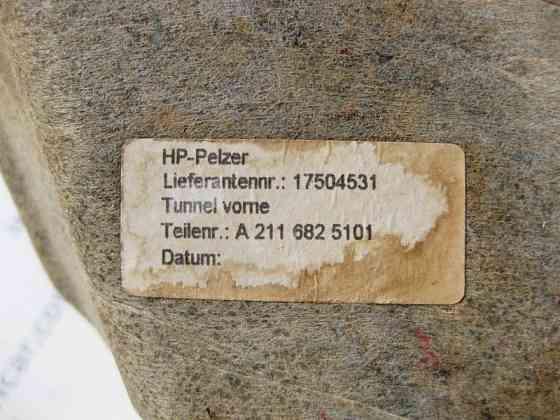 HP-Pelzer
Lieferantennr.: 17504531
Tunnel vorne
Teilenr.: A 211 682 5101
Datum: